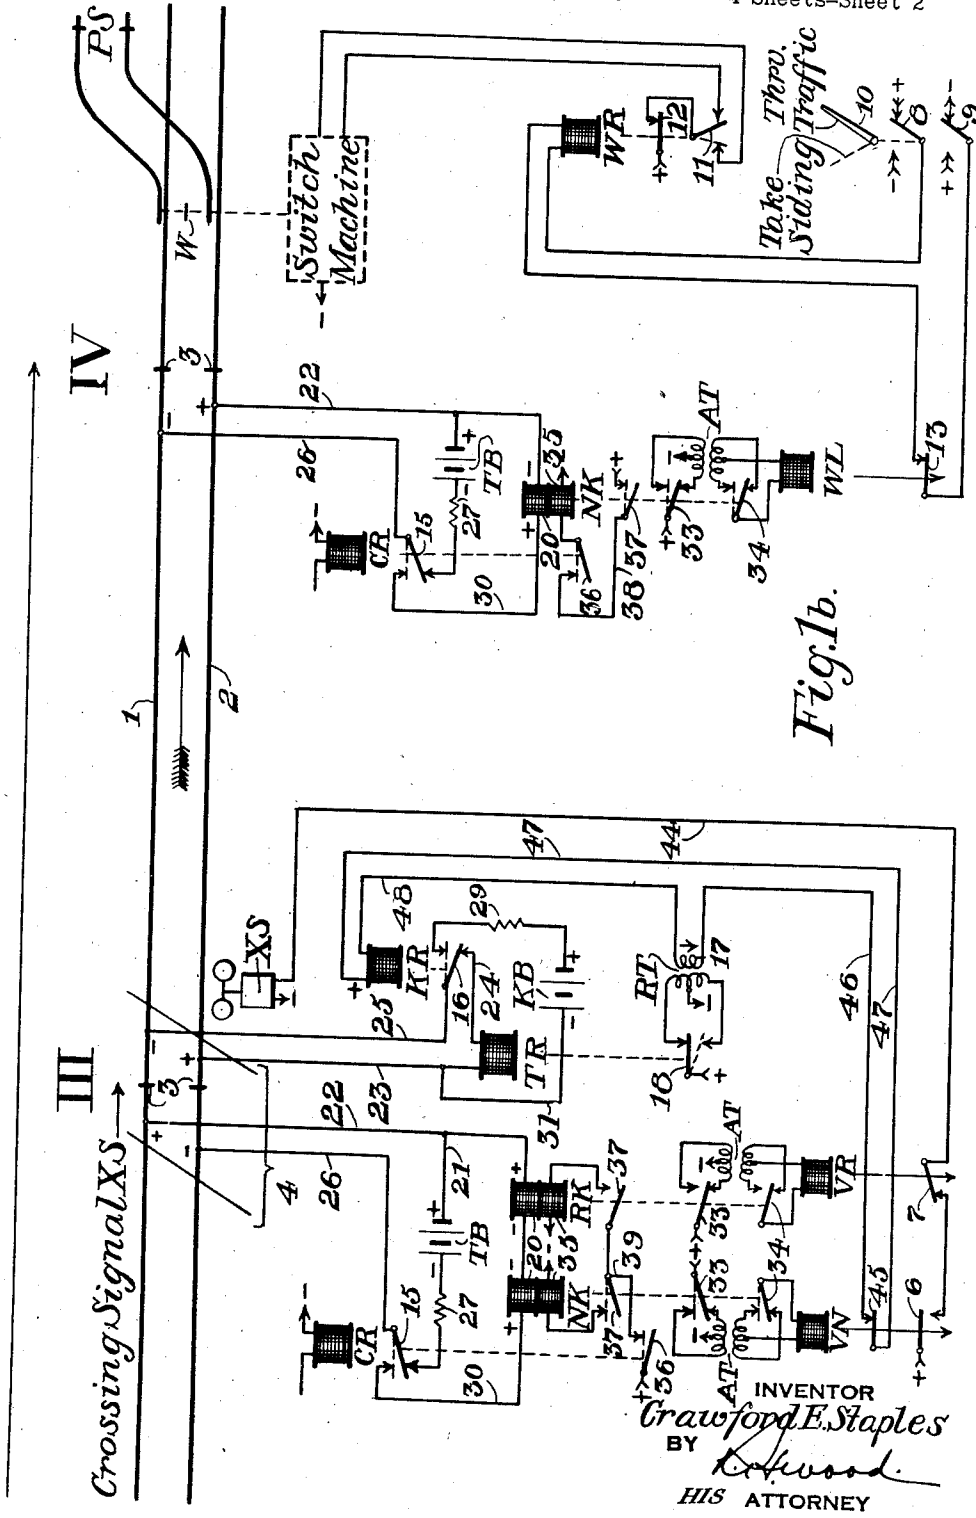 4 Sheets—Sheet 2
PS
W
Switch
Machine
WR
12
11
Take
Siding
Thru.
Traffic
10
8
9
IV
3
22
26
CR
15
TB
27
20
35
NK
30
36
37
38
33
AT
34
WL
13
Fig. 1b.
1
2
Crossing Signal XS
III
3
4
XS
47
44
48
KR
29
16
24
25
KB
TR
23
31
RT
17
18
46
47
22
26
21
CR
15
TB
27
20
RK
35
37
NK
39
37
36
30
33
33
AT
34
AT
VR
VN
7
45
6
INVENTOR
Crawford E. Staples
BY
HIS ATTORNEY